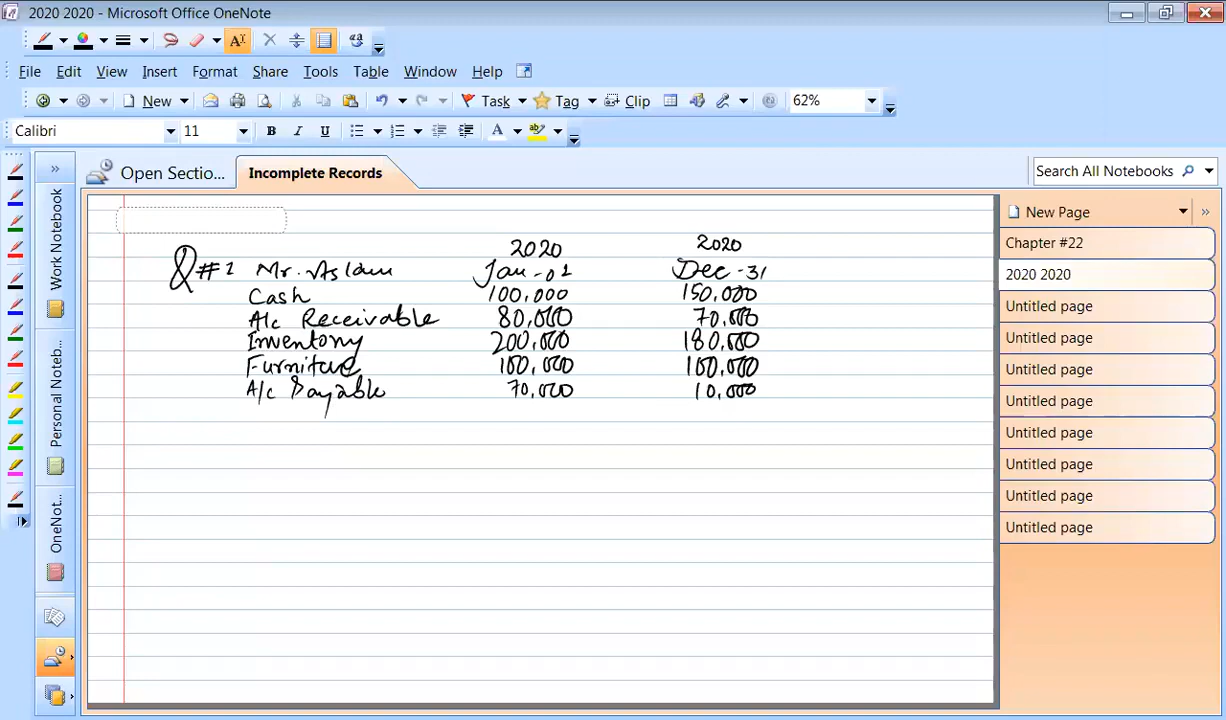 2020 2020 - Microsoft Office OneNote
File Edit View Insert Format Share Tools Table Window Help
New Task Tag Clip 62%
Calibri 11 B I U A ab
Open Sectio... Incomplete Records Search All Notebooks
New Page
Chapter #22
2020 2020
Untitled page
Untitled page
Untitled page
Untitled page
Untitled page
Untitled page
Untitled page
Untitled page
Work Notebook
Personal Noteb...
OneNot...
2020 2020
Q#1 Mr. Aslam Jan-01 Dec-31
Cash 100,000 150,000
A/c Receivable 80,000 70,000
Inventory 200,000 180,000
Furniture 100,000 100,000
A/c Payable 70,000 10,000